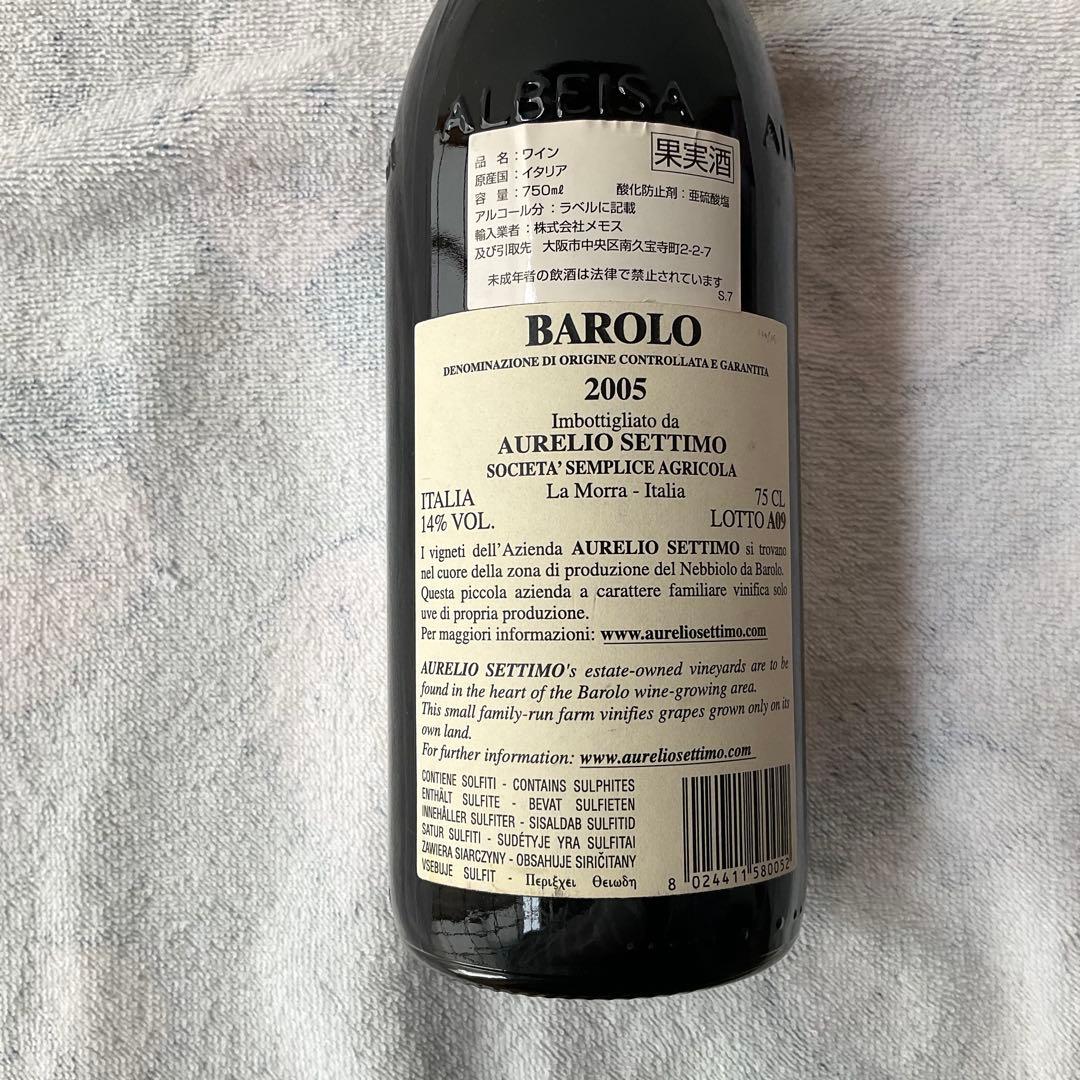 ALBEISA
品 名：ワイン
果実酒
原産国：イタリア
容 量：750㎖ 酸化防止剤：亜硫酸塩
アルコール分：ラベルに記載
輸入業者：株式会社メモス
及び引取先 大阪市中央区南久宝寺町2-2-7
未成年者の飲酒は法律で禁止されています
S.7
BAROLO
DENOMINAZIONE DI ORIGINE CONTROLLATA E GARANTITA
2005
Imbottigliato da
AURELIO SETTIMO
SOCIETA' SEMPLICE AGRICOLA
ITALIA La Morra - Italia 75 CL
14% VOL. LOTTO A09
I vigneti dell'Azienda AURELIO SETTIMO si trovano
nel cuore della zona di produzione del Nebbiolo da Barolo.
Questa piccola azienda a carattere familiare vinifica solo
uve di propria produzione.
Per maggiori informazioni: www.aureliosettimo.com
AURELIO SETTIMO's estate-owned vineyards are to be
found in the heart of the Barolo wine-growing area.
This small family-run farm vinifies grapes grown only on its
own land.
For further information: www.aureliosettimo.com
CONTIENE SOLFITI - CONTAINS SULPHITES
ENTHÄLT SULFITE - BEVAT SULFIETEN
INNEHÅLLER SULFITER - SISALDAB SULFITID
SATUR SULFITI - SUDÉTYJE YRA SULFITAI
ZAWIERA SIARCZYNY - OBSAHUJE SIRIČITANY
VSEBUJE SULFIT - Περιξχει Θειωδη
8 024411 580052